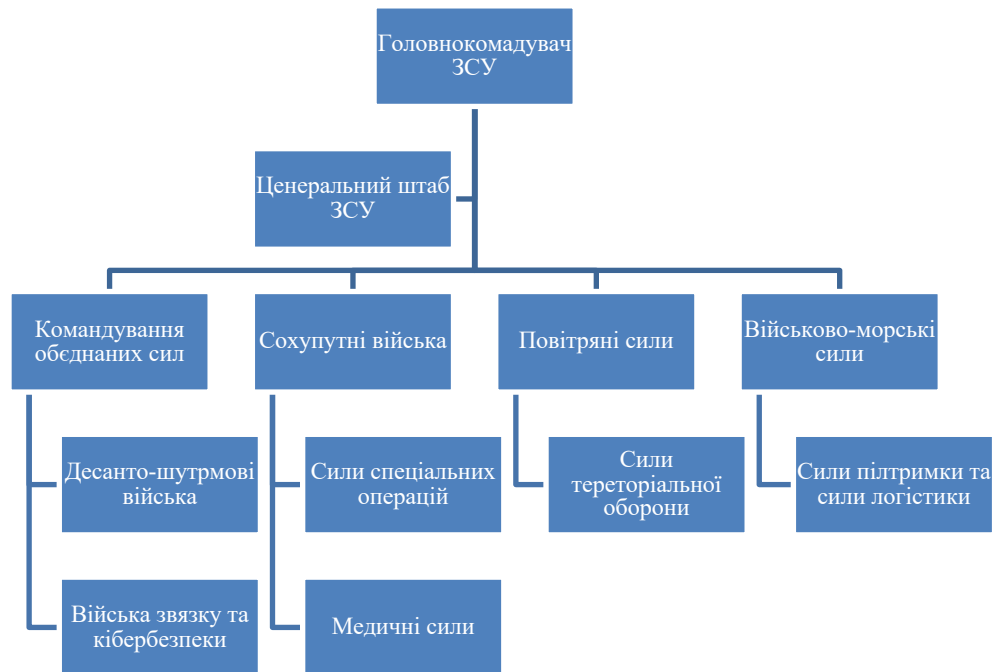 Головнокомадувач
ЗСУ
Ценеральний штаб
ЗСУ
Командування
обєднаних сил
Сохупутні війська
Повітряні сили
Військово-морські
сили
Десанто-шутрмові
війська
Сили спеціальних
операцій
Сили
тереторіальної
оборони
Сили пілтримки та
сили логістики
Війська звязку та
кібербезпеки
Медичні сили